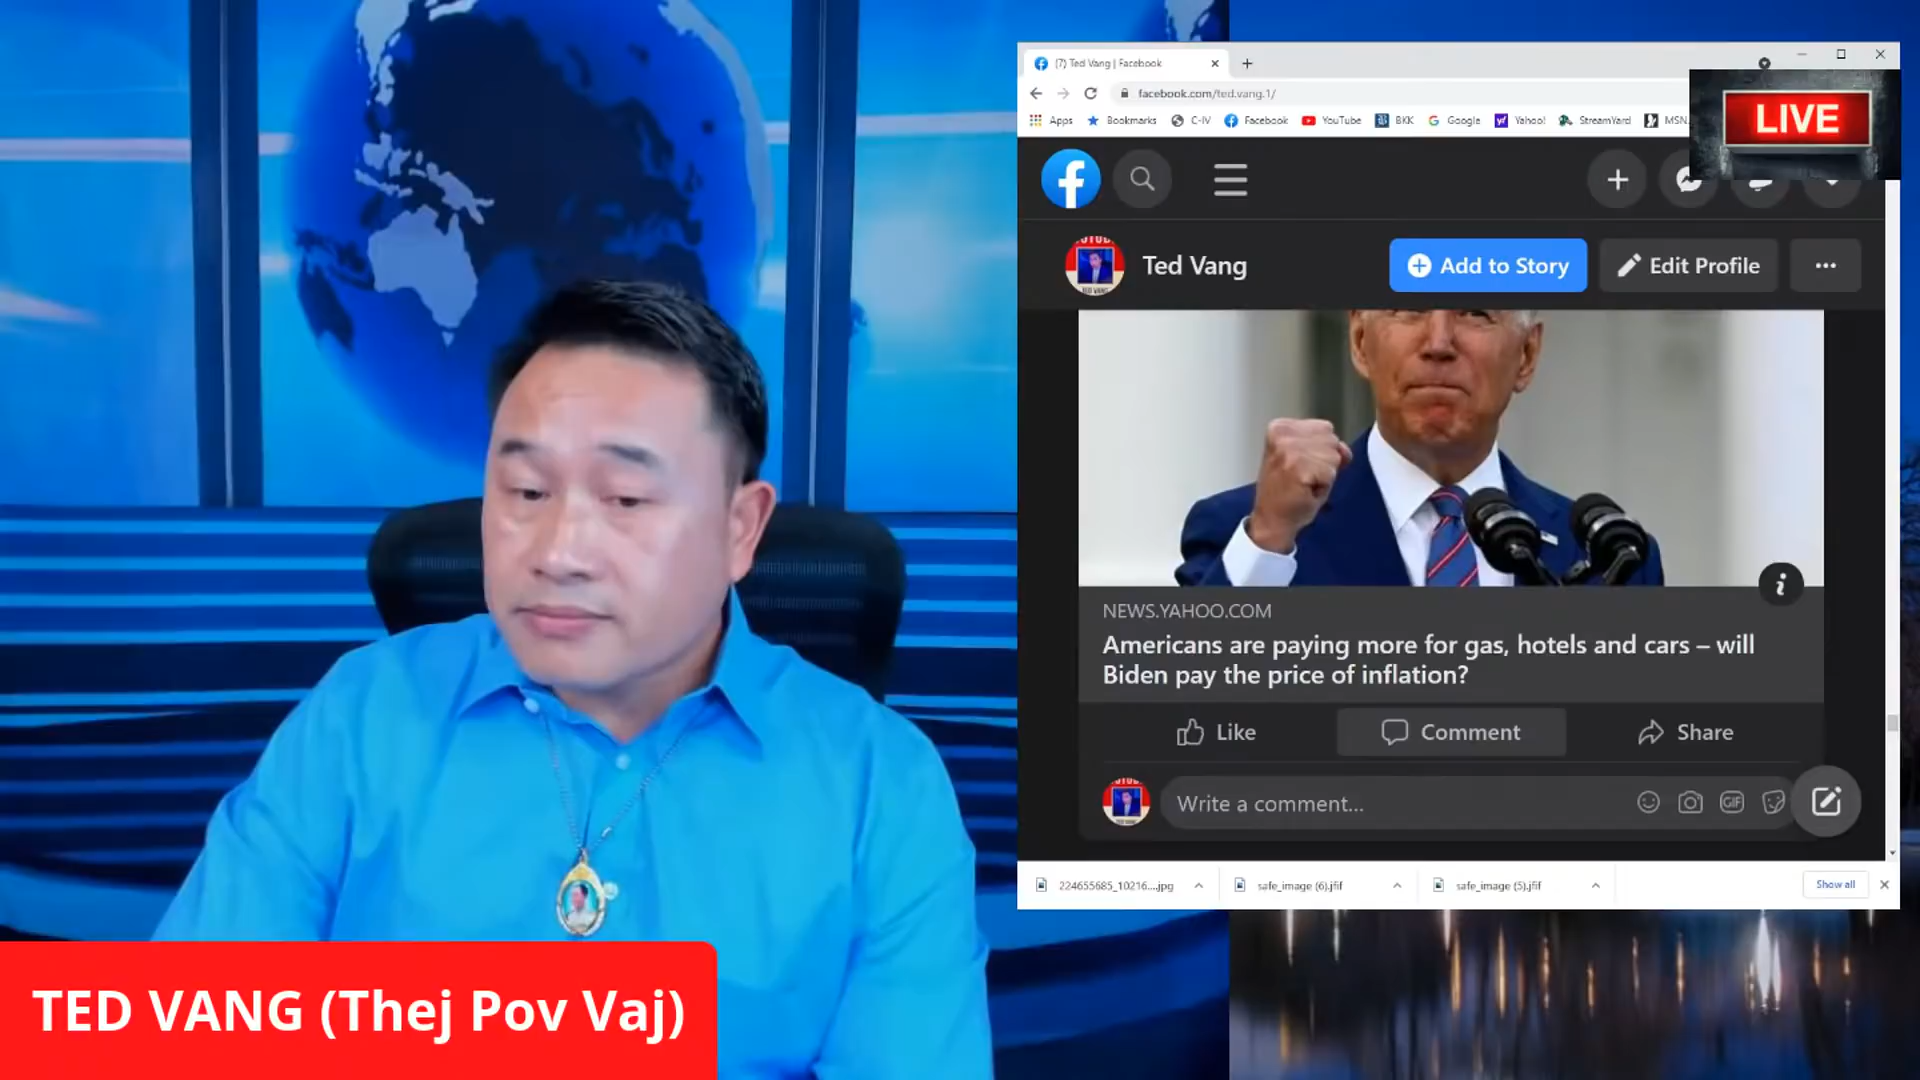 (7) Ted Vang | Facebook
facebook.com/ted.vang.1/
Apps Bookmarks C-IV Facebook YouTube BKK Google Yahoo! StreamYard MSN
LIVE
Ted Vang
Add to Story
Edit Profile
NEWS.YAHOO.COM
Americans are paying more for gas, hotels and cars – will
Biden pay the price of inflation?
Like Comment Share
Write a comment...
GIF
224655685_10216....jpg safe_image (6).jfif safe_image (5).jfif Show all
TED VANG (Thej Pov Vaj)